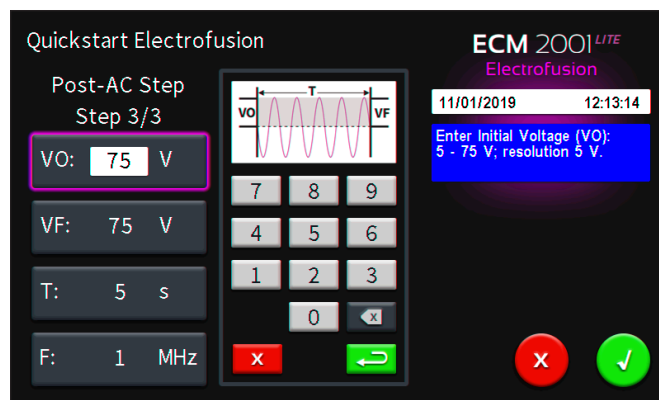 Quickstart Electrofusion
Post-AC Step
Step 3/3
VO: 75 V
VF: 75 V
T: 5 s
F: 1 MHz
T
VO
VF
7 8 9
4 5 6
1 2 3
0 x
X
ECM 2001 LITE
Electrofusion
11/01/2019 12:13:14
Enter Initial Voltage (VO):
5 - 75 V; resolution 5 V.
X